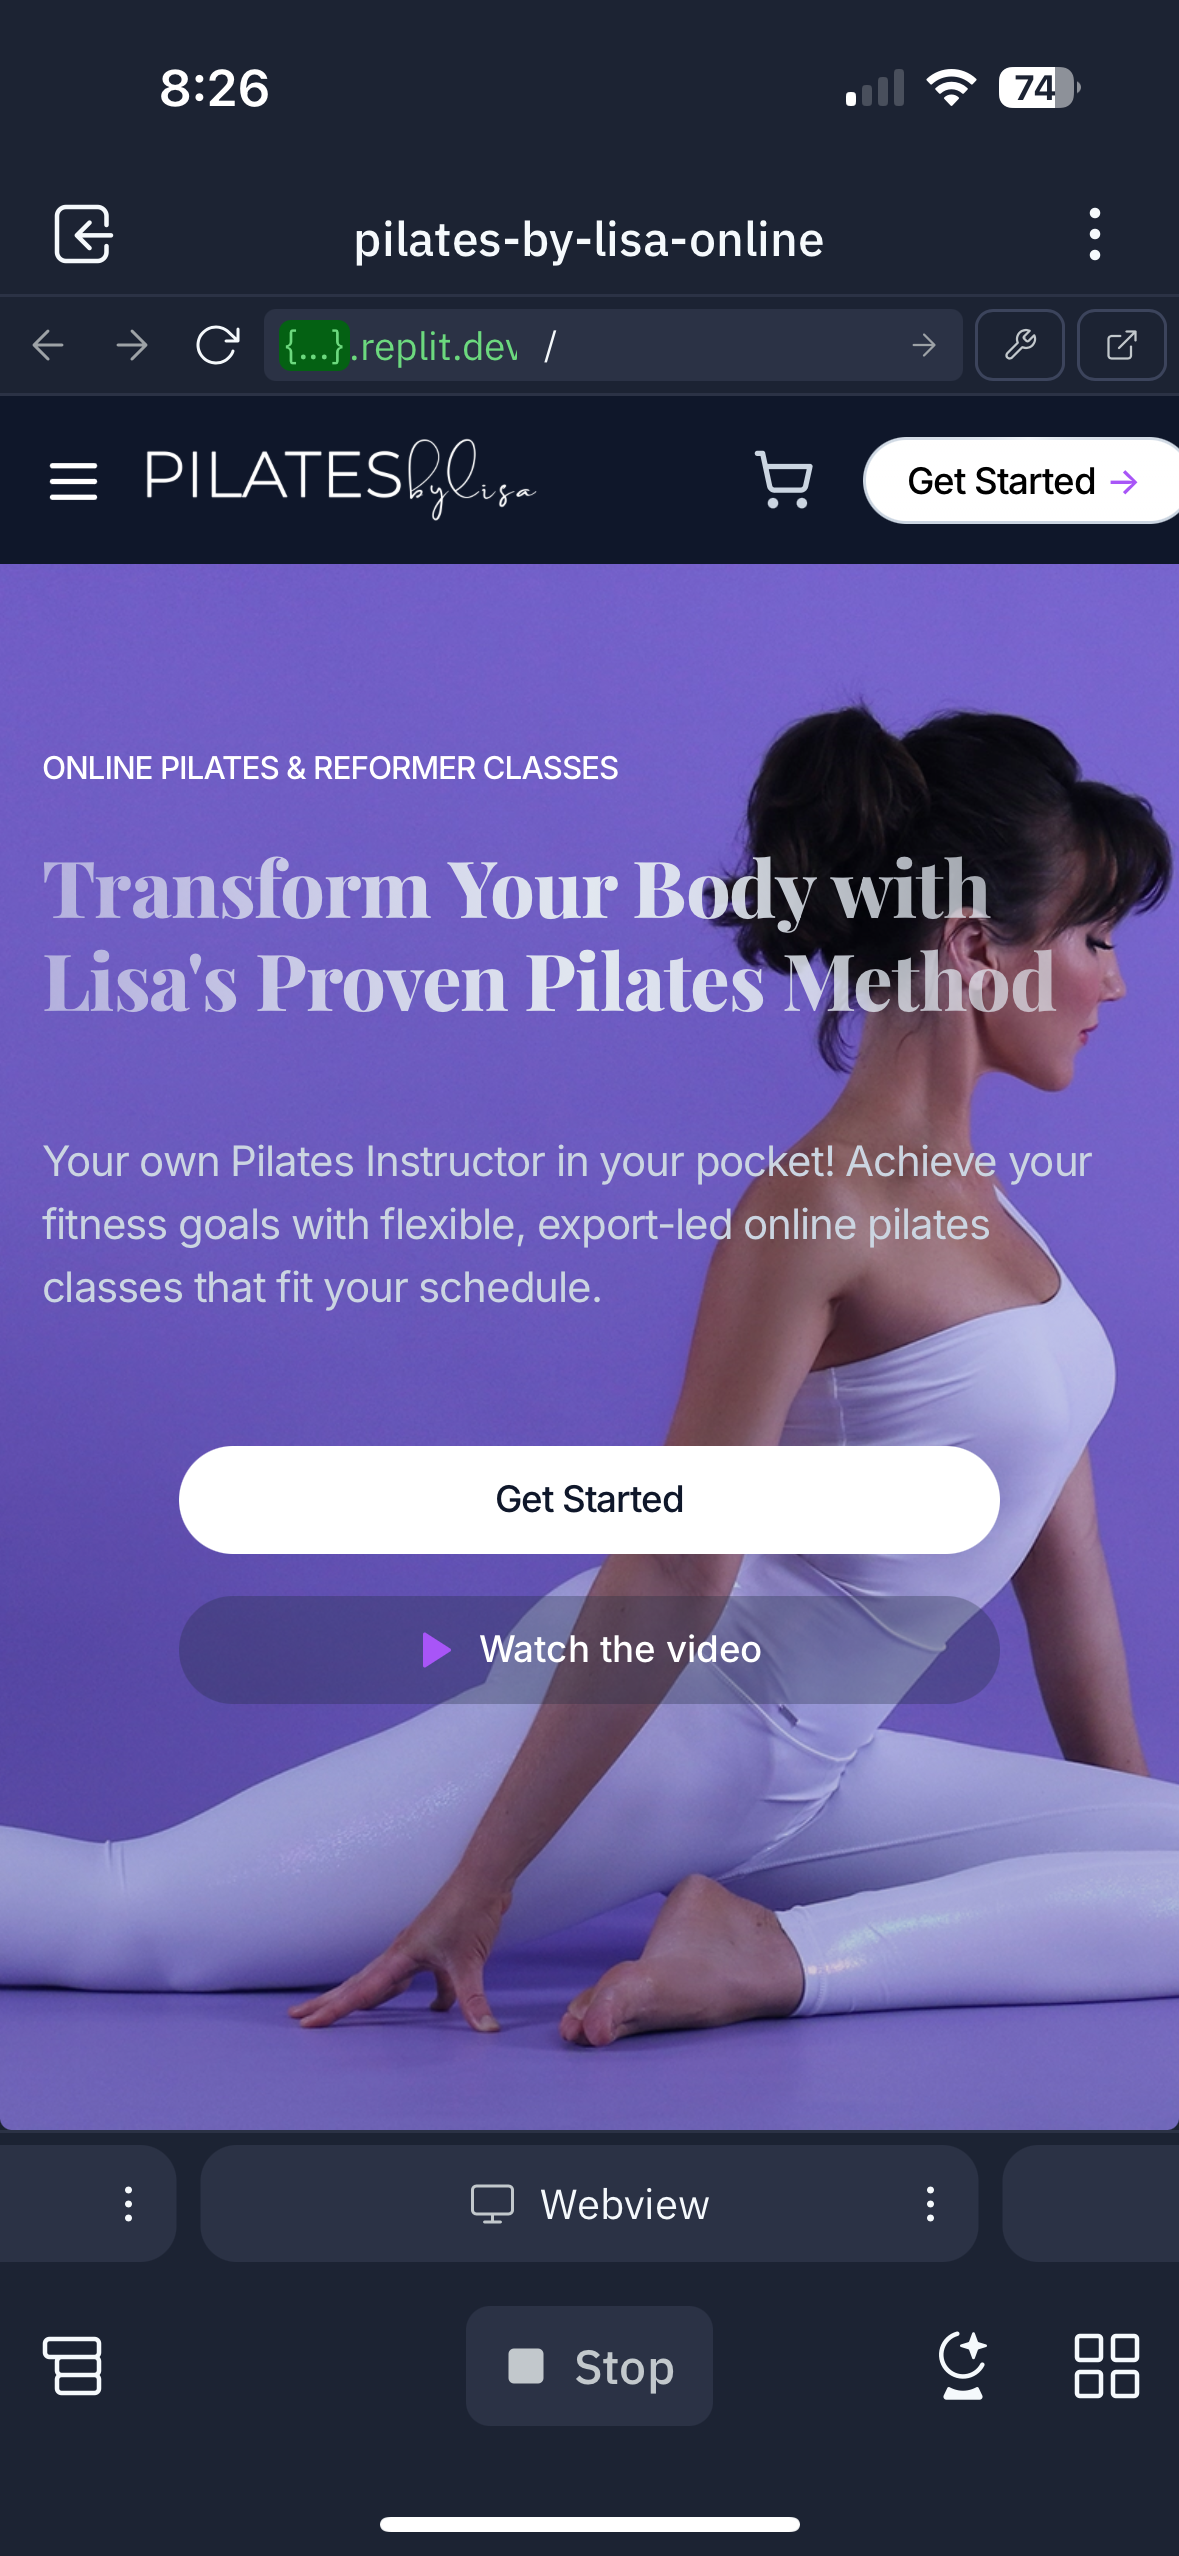 8:26
74
pilates-by-lisa-online
{...}.replit.dev /
PILATES by lisa
Get Started →
ONLINE PILATES & REFORMER CLASSES
Transform Your Body with
Lisa's Proven Pilates Method
Your own Pilates Instructor in your pocket! Achieve your
fitness goals with flexible, export-led online pilates
classes that fit your schedule.
Get Started
Watch the video
Webview
Stop